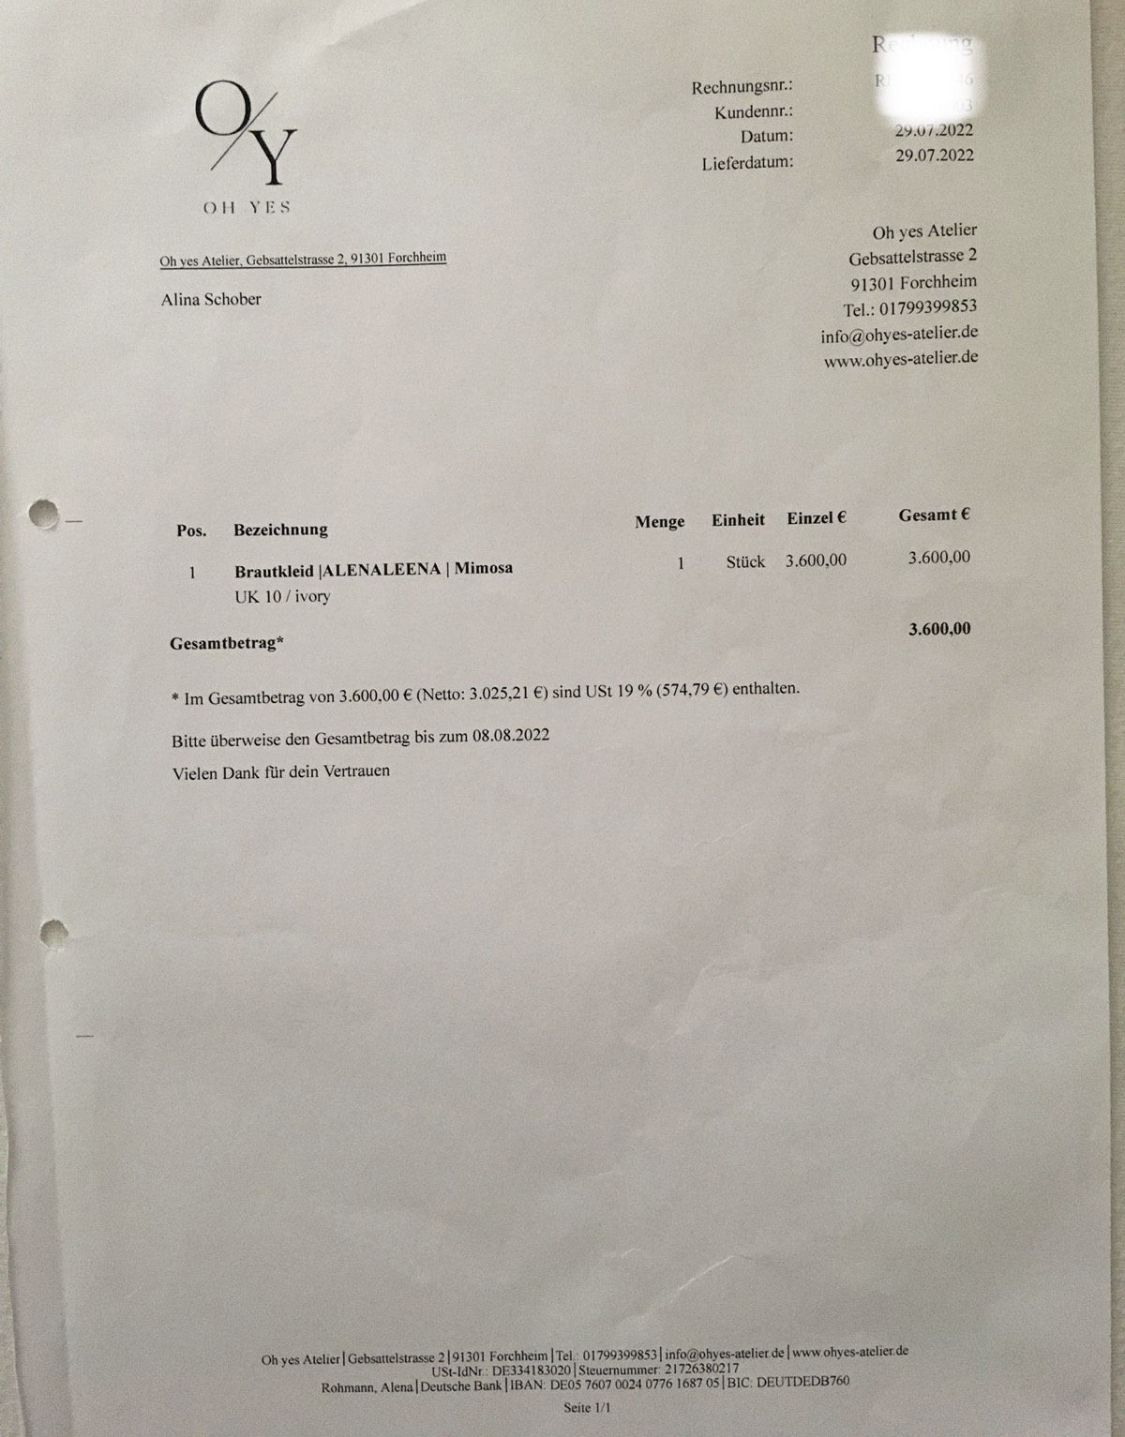 O/Y
OH YES
Rechnungsnr.:
Kundennr.:
Datum: 29.07.2022
Lieferdatum: 29.07.2022
Oh yes Atelier
Gebsattelstrasse 2
91301 Forchheim
Tel.: 01799399853
info@ohyes-atelier.de
www.ohyes-atelier.de
Oh yes Atelier, Gebsattelstrasse 2, 91301 Forchheim
Alina Schober
Pos. Bezeichnung Menge Einheit Einzel € Gesamt €
1 Brautkleid |ALENALEENA | Mimosa 1 Stück 3.600,00 3.600,00
UK 10 / ivory
Gesamtbetrag* 3.600,00
* Im Gesamtbetrag von 3.600,00 € (Netto: 3.025,21 €) sind USt 19 % (574,79 €) enthalten.
Bitte überweise den Gesamtbetrag bis zum 08.08.2022
Vielen Dank für dein Vertrauen
Oh yes Atelier | Gebsattelstrasse 2 | 91301 Forchheim | Tel.: 01799399853 | info@ohyes-atelier.de | www.ohyes-atelier.de
USt-IdNr.: DE334183020 | Steuernummer: 21726380217
Rohmann, Alena | Deutsche Bank | IBAN: DE05 7607 0024 0776 1687 05 | BIC: DEUTDEDB760
Seite 1/1